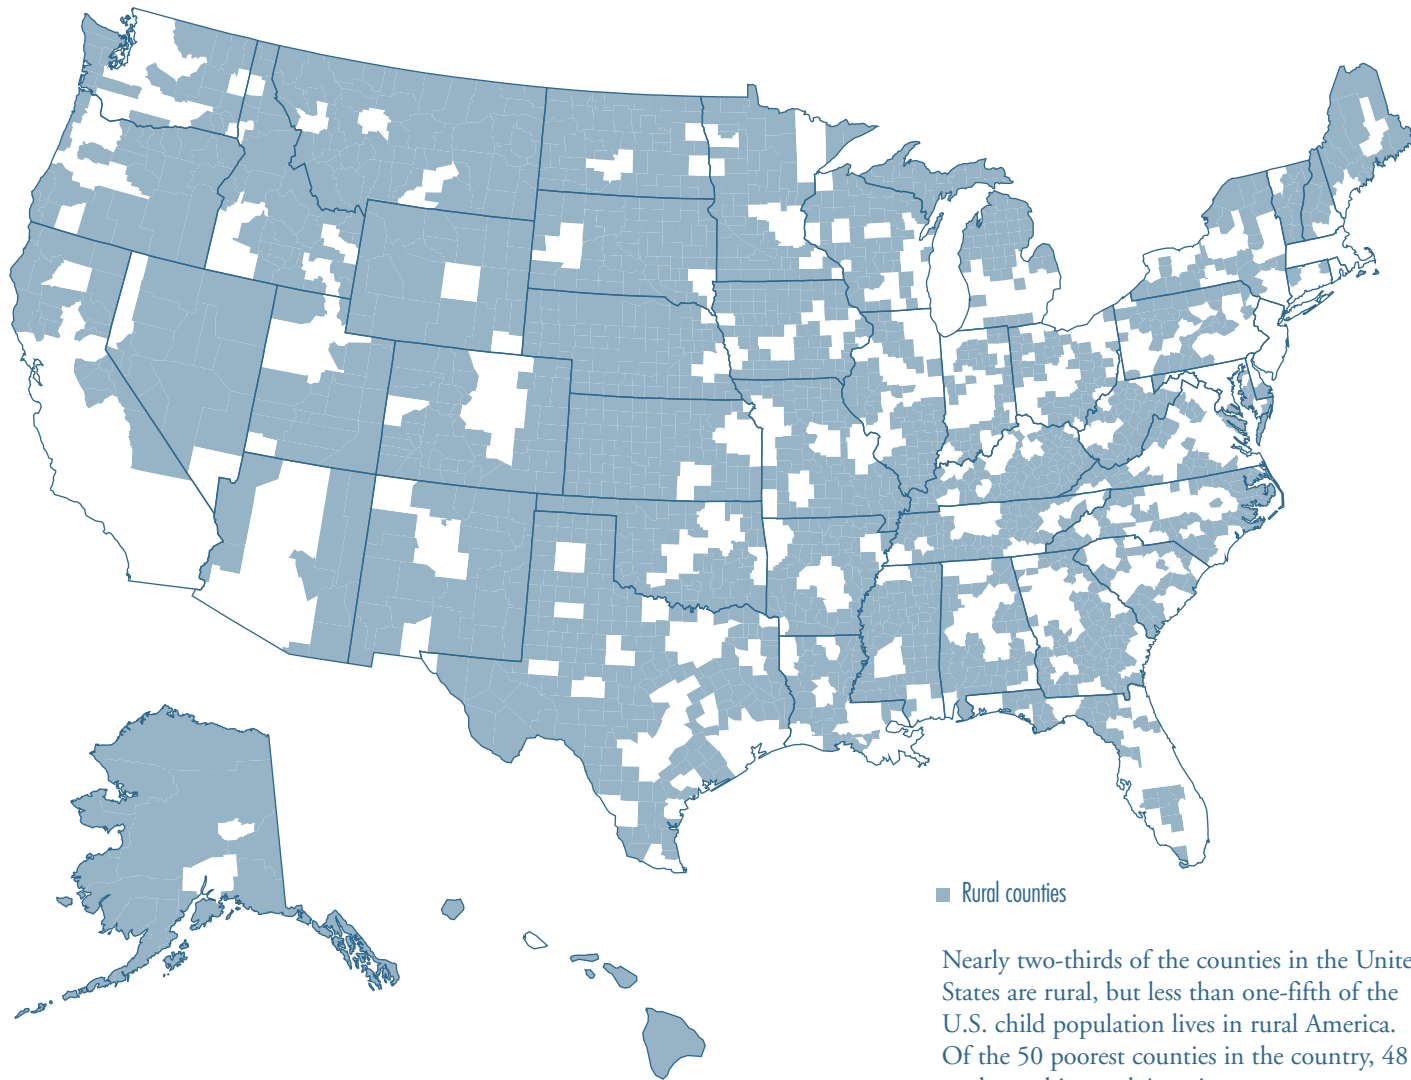 Rural counties
Nearly two-thirds of the counties in the Unite
States are rural, but less than one-fifth of the
U.S. child population lives in rural America.
Of the 50 poorest counties in the country, 48